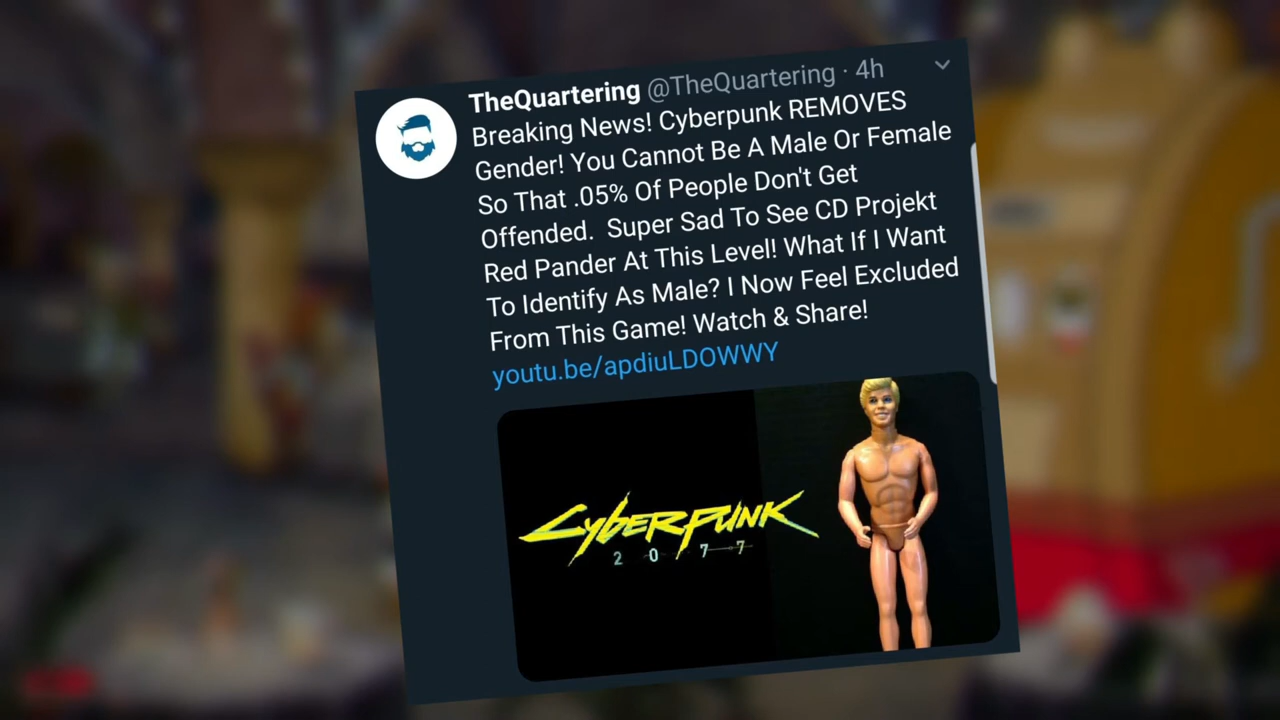 TheQuartering @TheQuartering · 4h
Breaking News! Cyberpunk REMOVES
Gender! You Cannot Be A Male Or Female
So That .05% Of People Don't Get
Offended.  Super Sad To See CD Projekt
Red Pander At This Level! What If I Want
To Identify As Male? I Now Feel Excluded
From This Game! Watch & Share!
youtu.be/apdiuLDOWWY
Cyberpunk
2077